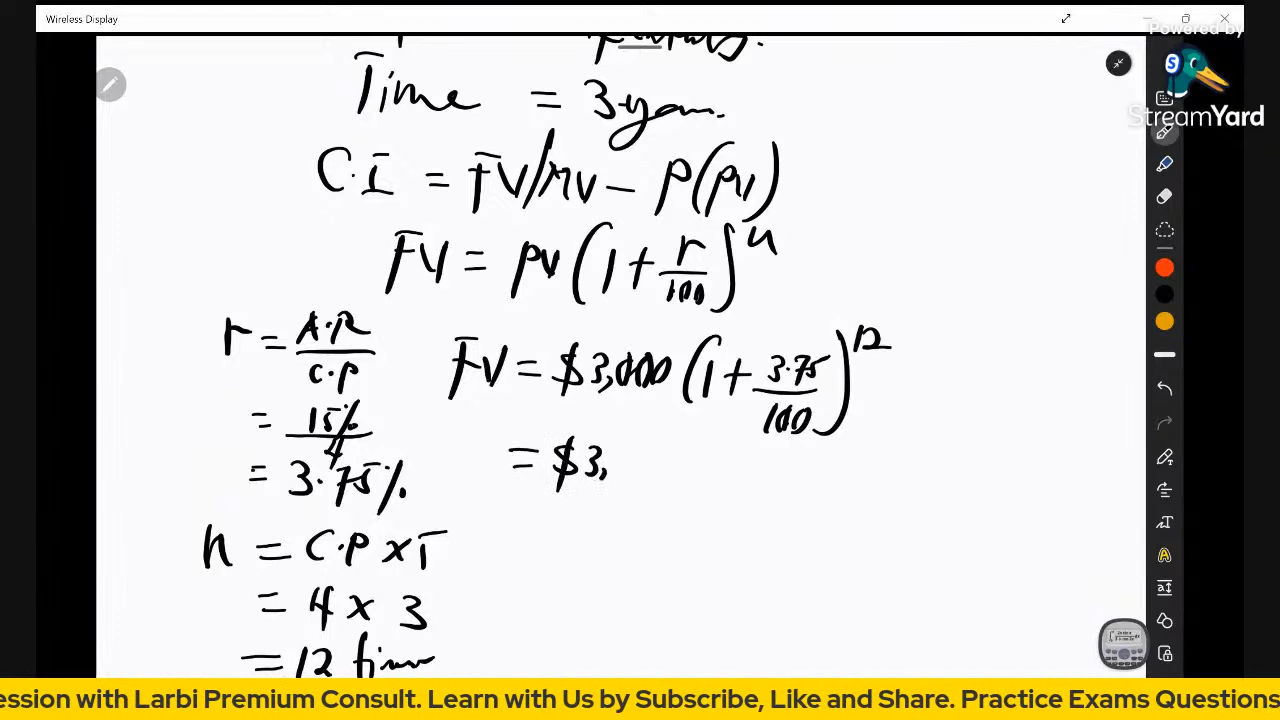 Wireless Display
Powered by
StreamYard
Time = 3 years.
C.I = FV/MV - P(PV)
FV = PV (1 + r/100)^n
r = A.R/C.P
= 15%/4
= 3.75%
FV = $3,000 (1 + 3.75/100)^12
= $3,
n = C.P x T
= 4 x 3
= 12 times
ession with Larbi Premium Consult. Learn with Us by Subscribe, Like and Share. Practice Exams Questions